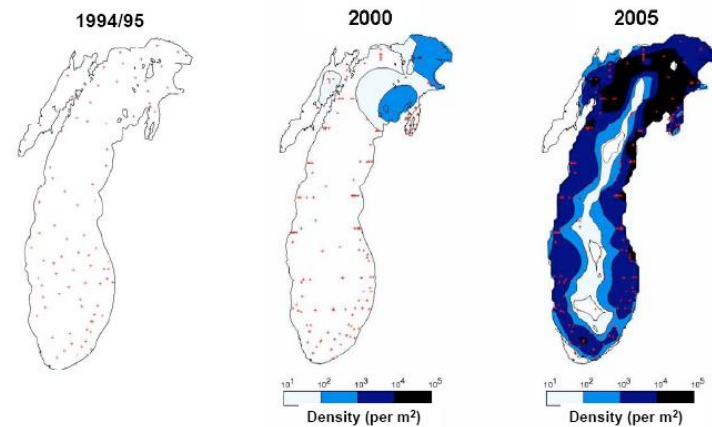 1994/95 2000 2005
10¹ 10² 10³ 10⁴ 10⁵ 10¹ 10² 10³ 10⁴ 10⁵
Density (per m²) Density (per m²)